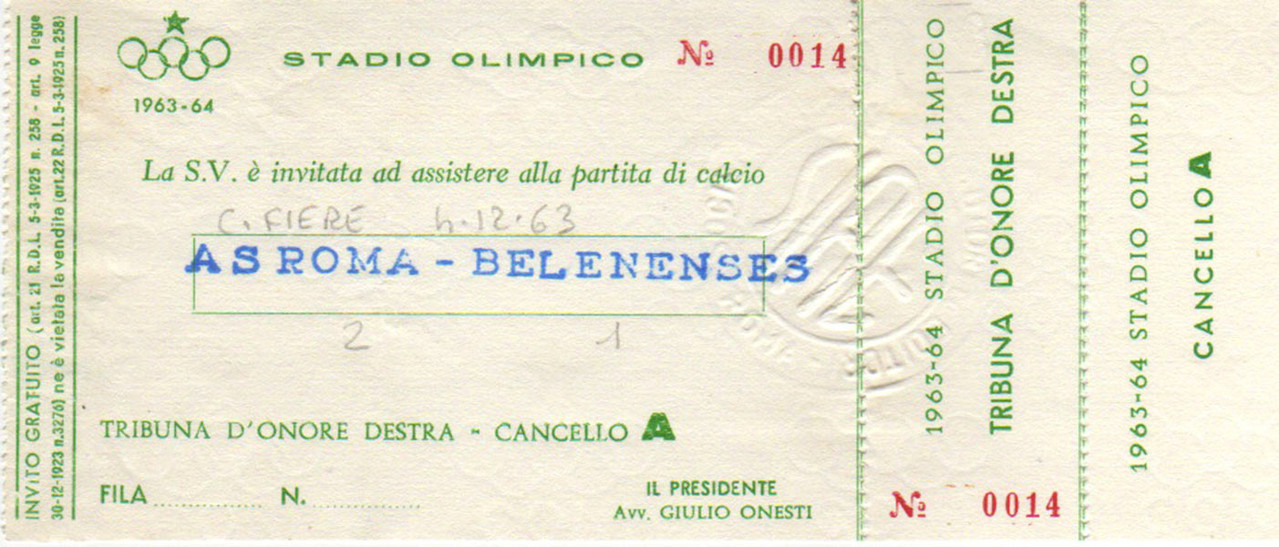 INVITO GRATUITO (art. 21 R.D.L. 5-3-1925 n. 258 - art. 9 legge
30-12-1923 n.3276) ne è vietata la vendita (art.22 R.D.L. 5-3-1925 n. 258)
1963-64
STADIO OLIMPICO № 0014
La S.V. è invitata ad assistere alla partita di calcio
C. FIERE 4.12.63
AS ROMA - BELENENSES
2 1
TRIBUNA D'ONORE DESTRA - CANCELLO A
FILA N.
IL PRESIDENTE
Avv. GIULIO ONESTI
1963-64 STADIO OLIMPICO
TRIBUNA D'ONORE DESTRA
№ 0014
1963-64 STADIO OLIMPICO
CANCELLO A